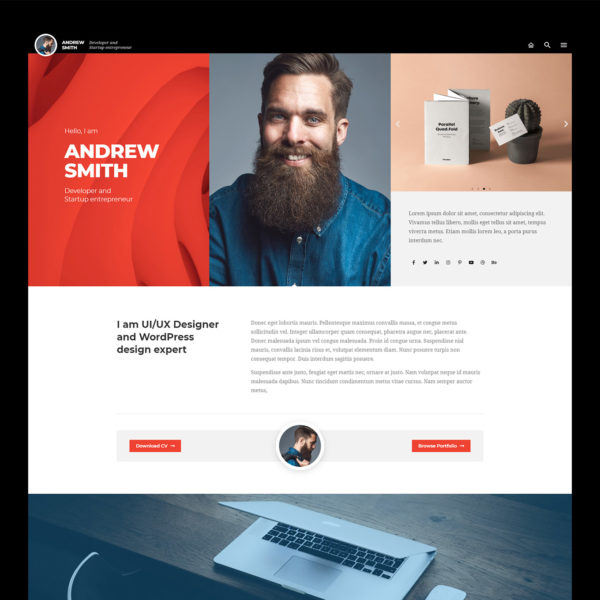 ANDREW
SMITH
Developer and
Startup entrepreneur
Hello, I am
ANDREW
SMITH
Developer and
Startup entrepreneur
Parallel
Quad Fold
Lorem ipsum dolor sit amet, consectetur adipiscing elit.
Vivamus tellus libero, mollis eget tellus sit amet, tempus
viverra metus. Etiam mollis leo, a porta purus
interdum nec.
Bē
I am UI/UX Designer
and WordPress
design expert
Donec eget lobortis mauris. Pellentesque maximus convallis massa, et congue metus
sollicitudin vel. Integer ullamcorper quam consequat, pharetra augue nec, placerat ante.
Donec malesuada ipsum vel congue malesuada. Proin id congue urna. Suspendisse nisl
mauris, convallis lacinia risus et, volutpat elementum diam. Nunc posuere turpis non
consequat tempor. Duis interdum sagittis posuere.
Suspendisse ante justo, feugiat eget mattis nec, ornare at justo. Nam volutpat neque id mauris
malesuada dapibus. Nunc tincidunt condimentum metus vitae cursus. Nam semper auctor
metus,
Download CV
Browse Portfolio